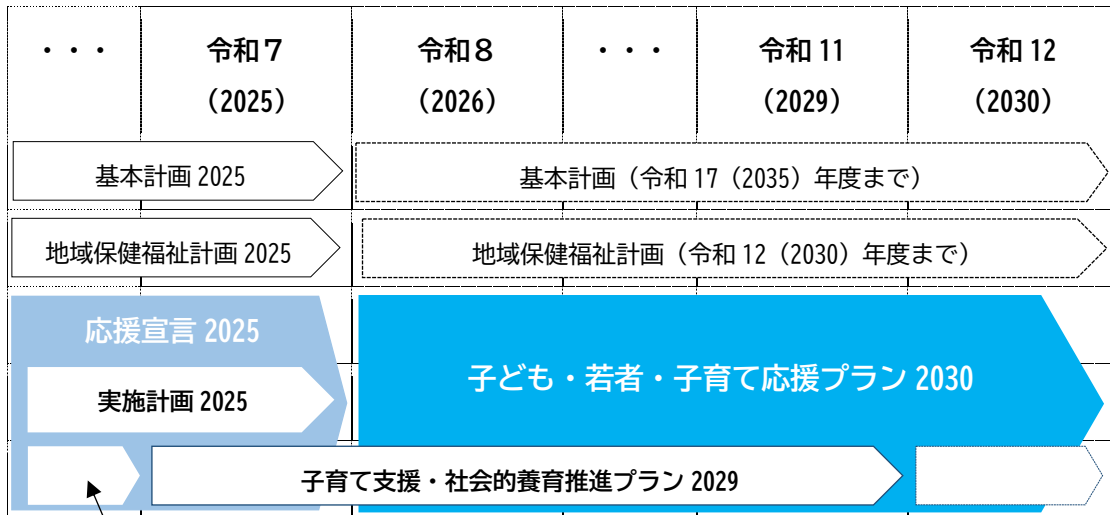 ・・・ 令和７ 令和８ ・・・ 令和 11 令和 12
（2025） （2026） （2029） （2030）
基本計画 2025 基本計画（令和 17（2035）年度まで）
地域保健福祉計画 2025 地域保健福祉計画（令和 12（2030）年度まで）
応援宣言 2025
子ども・若者・子育て応援プラン 2030
実施計画 2025
子育て支援・社会的養育推進プラン 2029